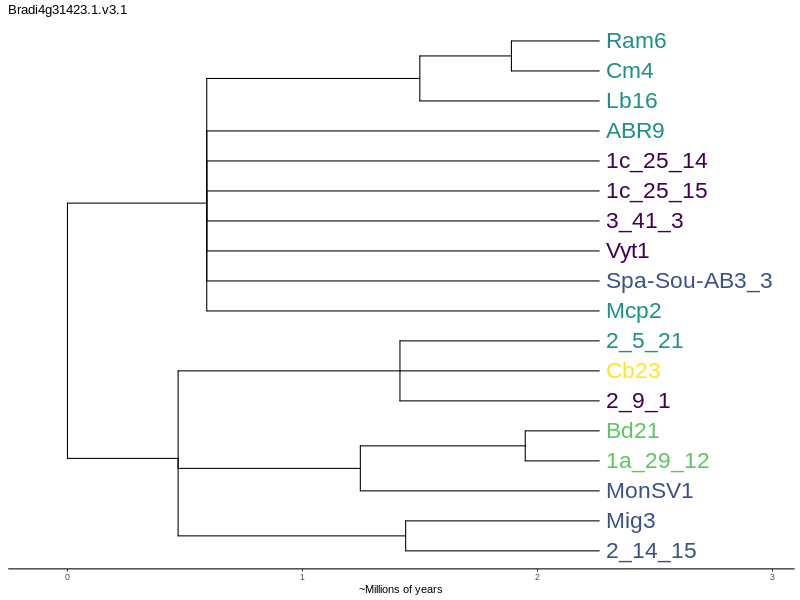 Bradi4g31423.1.v3.1
Ram6
Cm4
Lb16
ABR9
1c_25_14
1c_25_15
3_41_3
Vyt1
Spa-Sou-AB3_3
Mcp2
2_5_21
Cb23
2_9_1
Bd21
1a_29_12
MonSV1
Mig3
2_14_15
0 1 2 3
~Millions of years